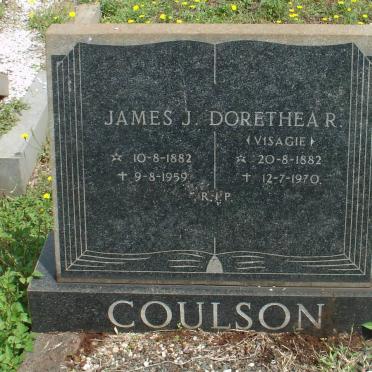 JAMES J.
☆ 10-8-1882
✝ 9-8-1959
DORETHEA R.
(VISAGIE)
☆ 20-8-1882
✝ 12-7-1970.
R.I.P.
COULSON